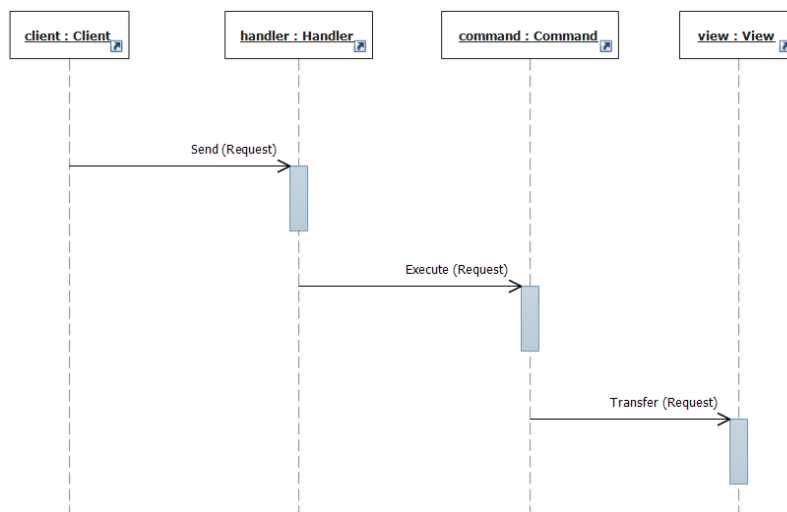 client : Client
handler : Handler
command : Command
view : View
Send (Request)
Execute (Request)
Transfer (Request)